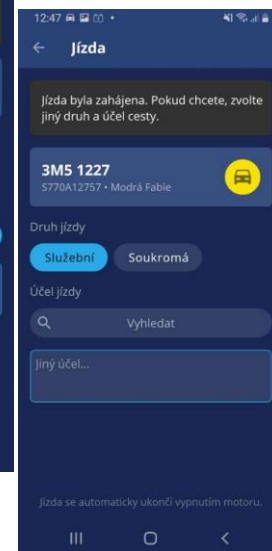 12:47
Jízda
Jízda byla zahájena. Pokud chcete, zvolte
jiný druh a účel cesty.
3M5 1227
S770A12757 • Modrá Fabie
Druh jízdy
Služební Soukromá
Účel jízdy
Vyhledat
Jiný účel...
Jízda se automaticky ukončí vypnutím motoru.